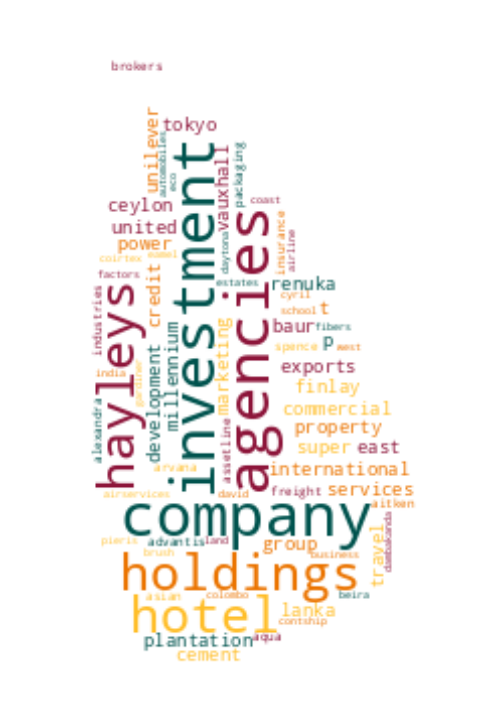 brokers
unilever
tokyo
automobiles
eco
investment
vauxhall
packaging
ceylon
coast
agencies
united
insurance
airline
power
coirtex
eamel
daytona
factors
credit
estates
renuka
hayleys
industries
cyril
school
t
development
millennium
marketing
baur
fibers
p
spence
west
exports
india
gardiner
finlay
alexandra
commercial
property
assetline
super
east
arvana
international
airservices
david
freight
services
aitken
company
travel
dambakanda
pieris
advantis
land
group
brush
business
holdings
asian
colombo
beira
hotel
lanka
contship
plantation
aqua
cement